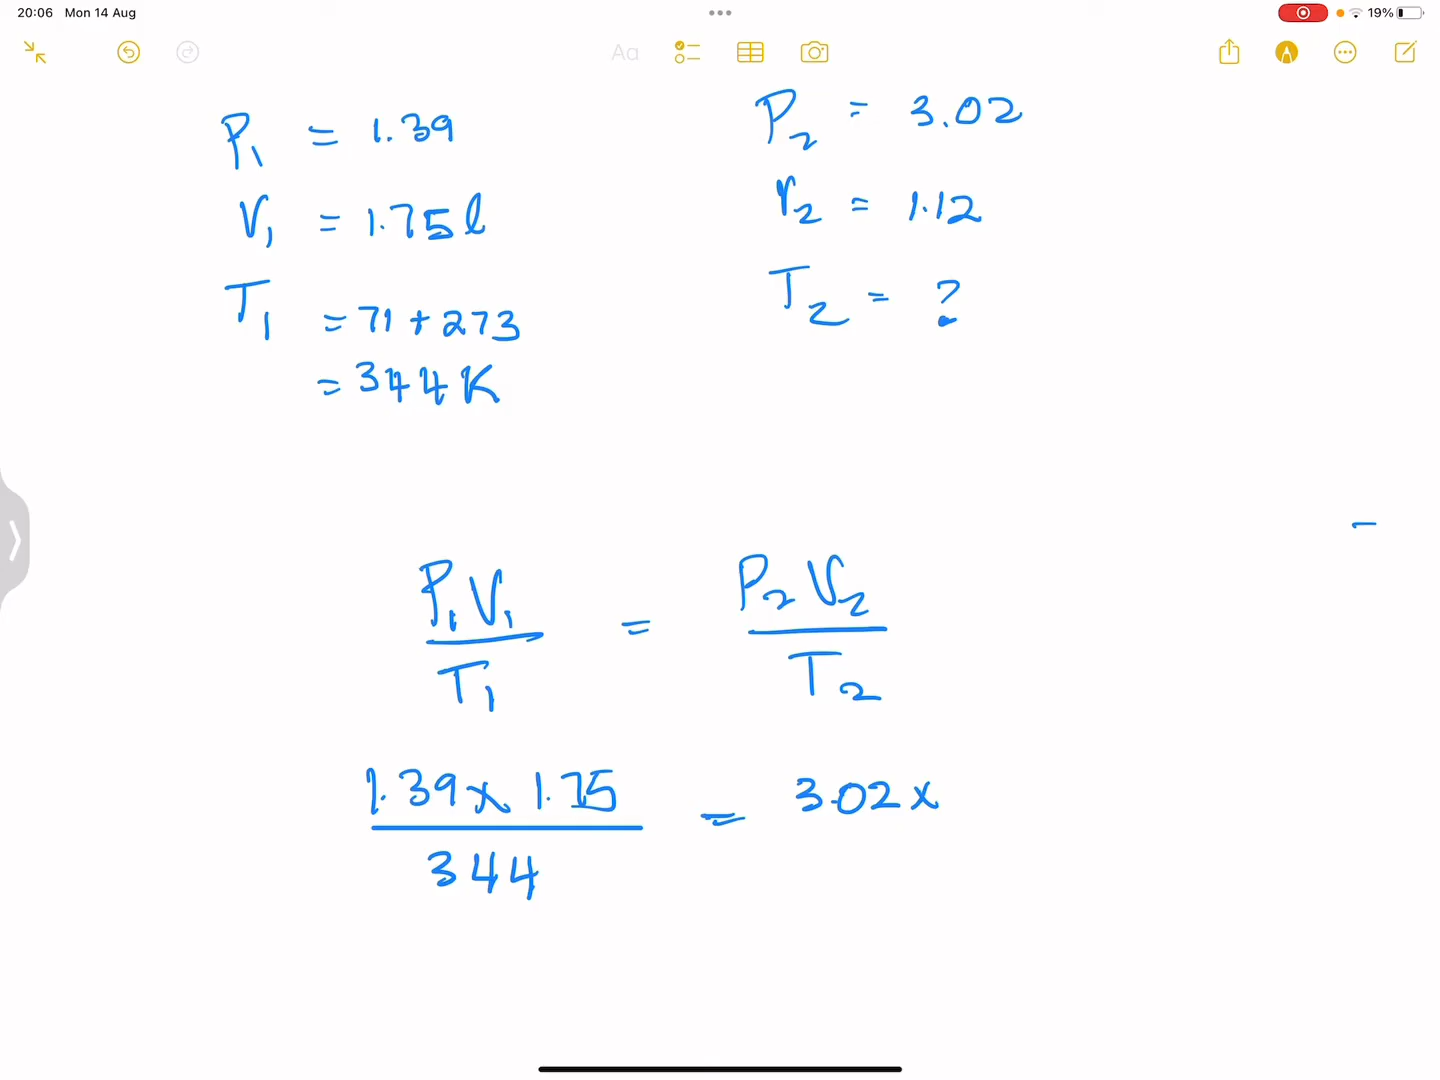 20:06 Mon 14 Aug
19%
Aa
P₁ = 1.39
V₁ = 1.75 l
T₁ = 71 + 273
= 344 K
P₂ = 3.02
V₂ = 1.12
T₂ = ?
P₁V₁ / T₁ = P₂V₂ / T₂
1.39 x 1.75 / 344 = 3.02 x